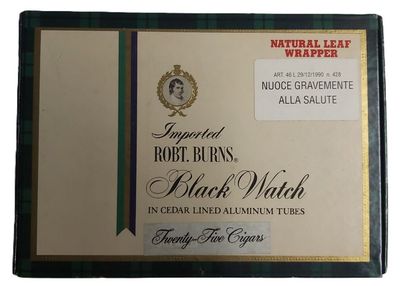 NATURAL LEAF
WRAPPER
ART. 46 L. 29/12/1990 n. 428
NUOCE GRAVEMENTE
ALLA SALUTE
Imported
ROBT. BURNS®
Black Watch
IN CEDAR LINED ALUMINUM TUBES
Twenty-Five Cigars